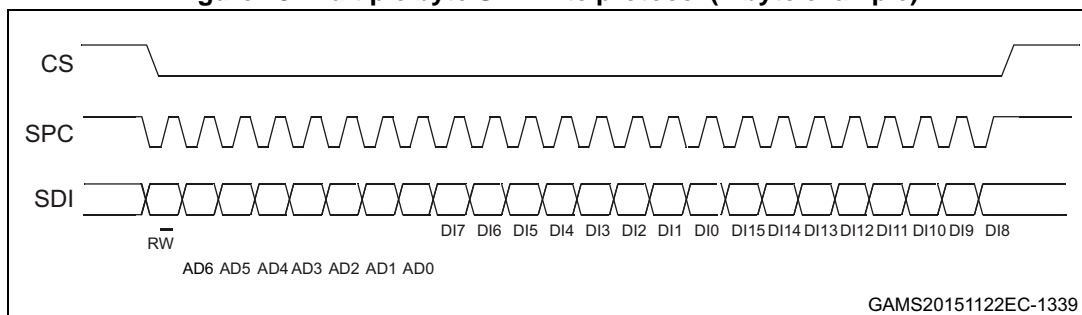 CS
SPC
SDI
DI7 DI6 DI5 DI4 DI3 DI2 DI1 DI0 DI15 DI14 DI13 DI12 DI11 DI10 DI9 DI8
RW
AD6 AD5 AD4 AD3 AD2 AD1 AD0
GAMS20151122EC-1339